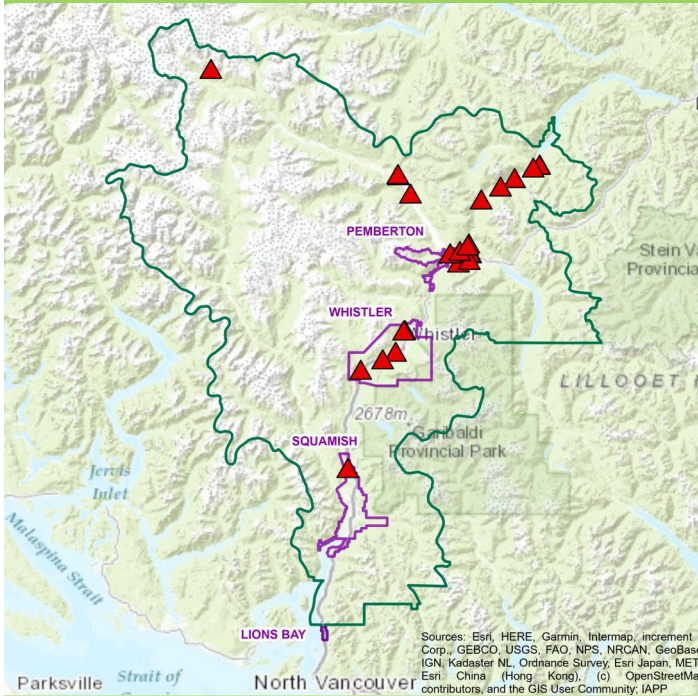 PEMBERTON
Stein Va
Provincia
WHISTLER
Whistler
LILLOOET
2678m
SQUAMISH
Garibaldi
Provincial Park
Jervis
Inlet
Malaspina Strait
LIONS BAY
Sources: Esri, HERE, Garmin, Intermap, increment
Corp., GEBCO, USGS, FAO, NPS, NRCAN, GeoBase
IGN, Kadaster NL, Ordnance Survey, Esri Japan, MET
Esri China (Hong Kong), (c) OpenStreetMa
contributors, and the GIS User Community; IAPP
Parksville
Strait of
North Vancouver